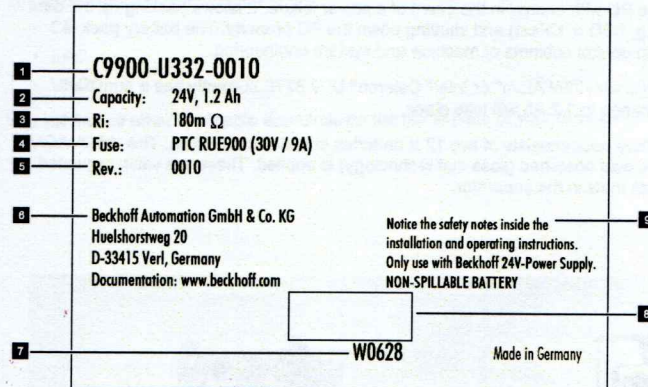 1 C9900-U332-0010
2 Capacity: 24V, 1.2 Ah
3 Ri: 180m Ω
4 Fuse: PTC RUE900 (30V / 9A)
5 Rev.: 0010
6 Beckhoff Automation GmbH & Co. KG
Huelshorstweg 20
D-33415 Verl, Germany
Documentation: www.beckhoff.com
Notice the safety notes inside the 9
installation and operating instructions.
Only use with Beckhoff 24V-Power Supply.
NON-SPILLABLE BATTERY
8
7 W0628
Made in Germany